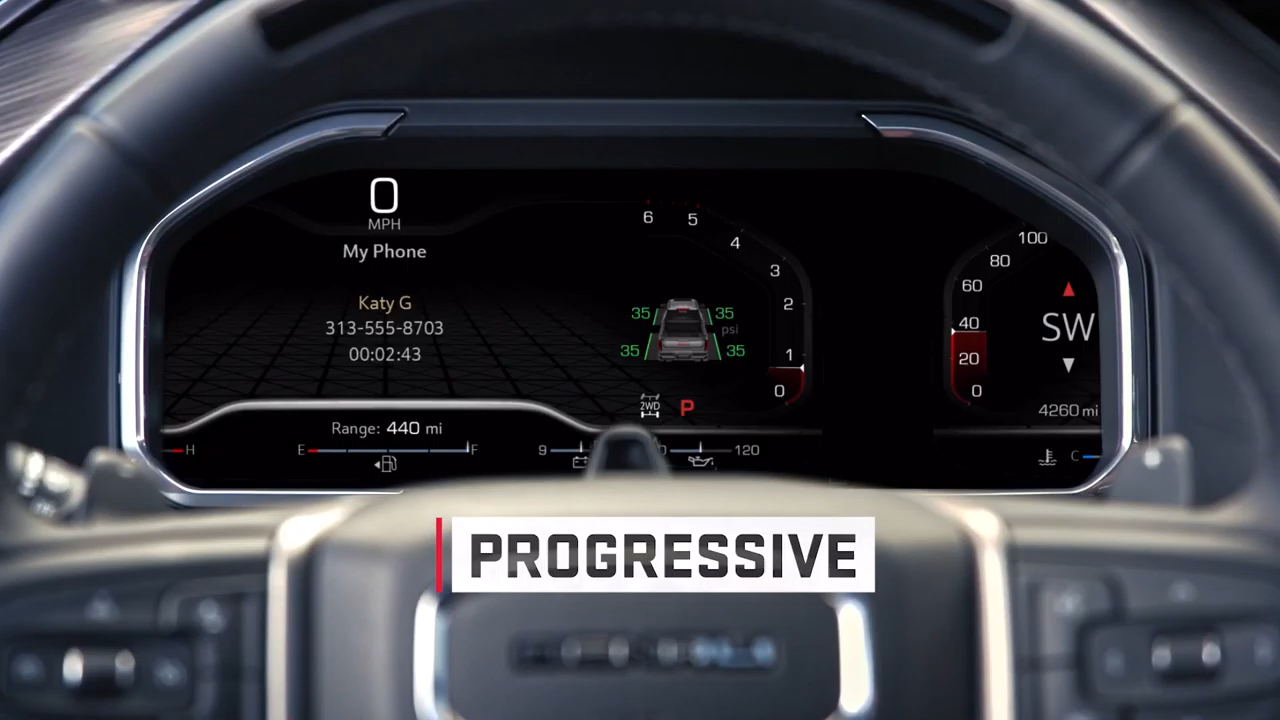 0
MPH
My Phone
Katy G
313-555-8703
00:02:43
Range: 440 mi
H
E
F
9
6
5
4
3
2
1
0
35
35
psi
35
35
2WD
P
120
100
80
60
40
20
0
SW
4260 mi
C
PROGRESSIVE